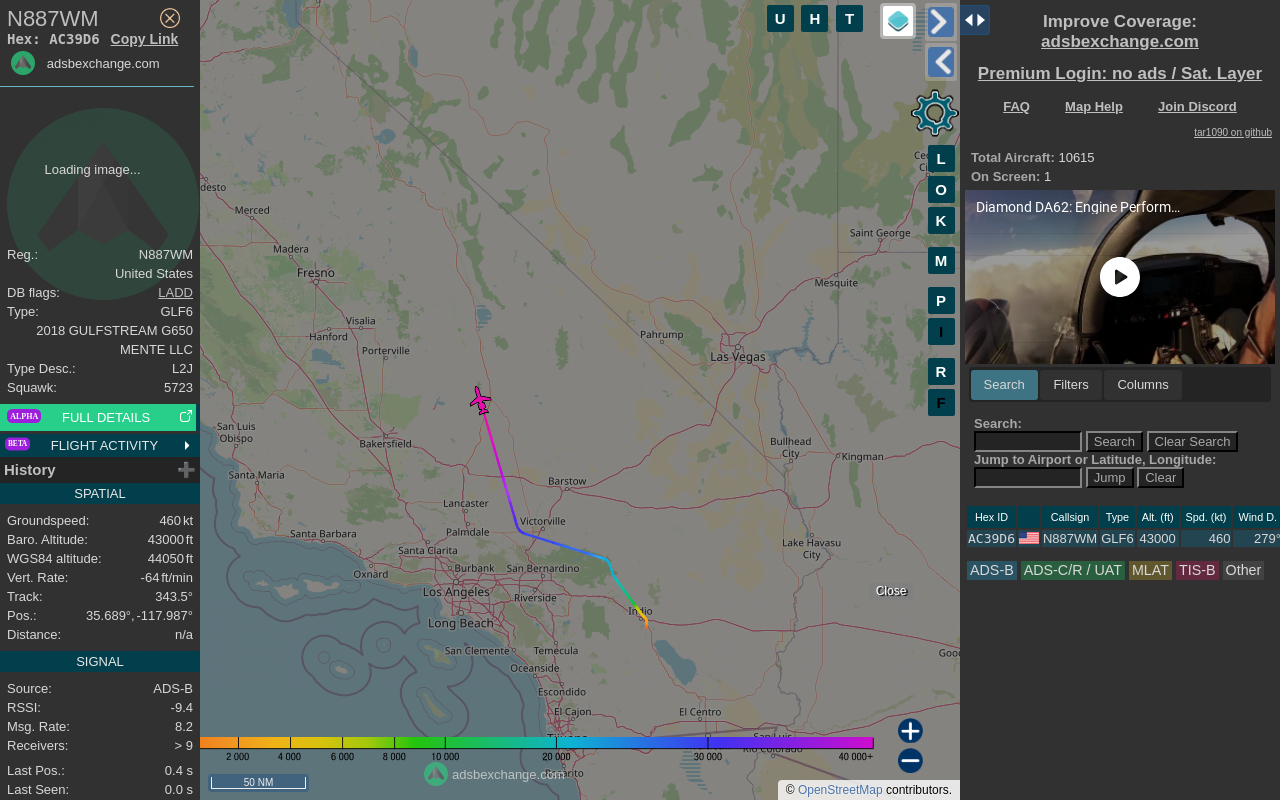 N887WM
Hex: AC39D6 Copy Link
adsbexchange.com
Loading image...
Reg.: N887WM
United States
DB flags: LADD
Type: GLF6
2018 GULFSTREAM G650
MENTE LLC
Type Desc.: L2J
Squawk: 5723
ALPHA FULL DETAILS
BETA FLIGHT ACTIVITY
History
SPATIAL
Groundspeed: 460 kt
Baro. Altitude: 43000 ft
WGS84 altitude: 44050 ft
Vert. Rate: -64 ft/min
Track: 343.5°
Pos.: 35.689°, -117.987°
Distance: n/a
SIGNAL
Source: ADS-B
RSSI: -9.4
Msg. Rate: 8.2
Receivers: > 9
Last Pos.: 0.4 s
Last Seen: 0.0 s
U H T
L
O
K
M
P
I
R
F
desto
Merced
Madera
Fresno
Visalia
Hanford
Porterville
San Luis
Obispo
Bakersfield
Santa Maria
Santa Barbara
Lancaster
Palmdale
Santa Clarita
Oxnard
Burbank
Los Angeles
Long Beach
Barstow
Victorville
San Bernardino
Riverside
Indio
San Clemente
Temecula
Oceanside
Escondido
El Cajon
Tijuana
El Centro
San Luis
Río Colorado
Rosarito
Saint George
Mesquite
Pahrump
Las Vegas
Bullhead
City
Kingman
Lake Havasu
City
Close
2 000 4 000 6 000 8 000 10 000 20 000 30 000 40 000+
50 NM
adsbexchange.com
© OpenStreetMap contributors.
Improve Coverage:
adsbexchange.com
Premium Login: no ads / Sat. Layer
FAQ Map Help Join Discord
tar1090 on github
Total Aircraft: 10615
On Screen: 1
Diamond DA62: Engine Perform...
Search Filters Columns
Search:
Search Clear Search
Jump to Airport or Latitude, Longitude:
Jump Clear
Hex ID Callsign Type Alt. (ft) Spd. (kt) Wind D.
AC39D6 N887WM GLF6 43000 460 279°
ADS-B ADS-C/R / UAT MLAT TIS-B Other